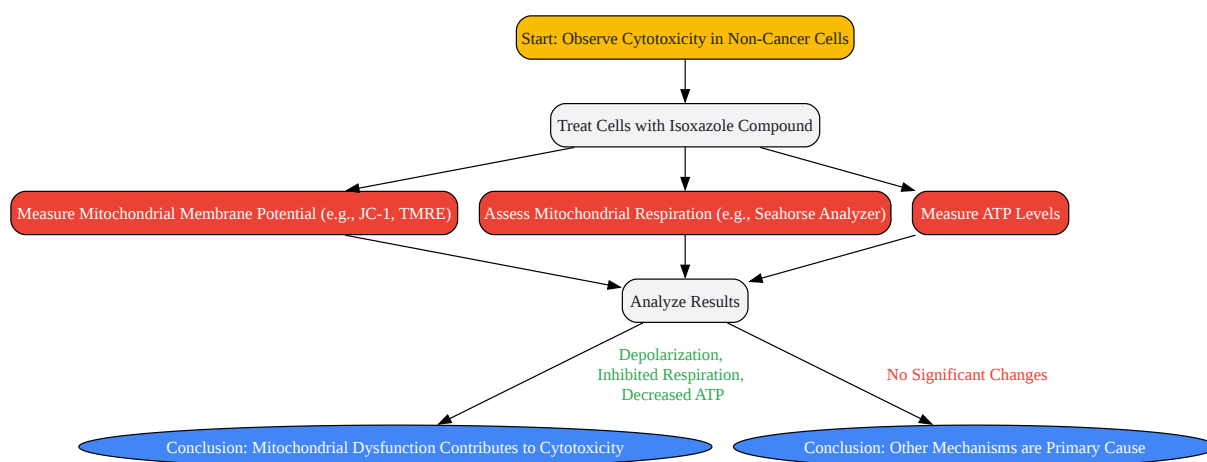 Start: Observe Cytotoxicity in Non-Cancer Cells
Treat Cells with Isoxazole Compound
Measure Mitochondrial Membrane Potential (e.g., JC-1, TMRE)
Assess Mitochondrial Respiration (e.g., Seahorse Analyzer)
Measure ATP Levels
Analyze Results
Depolarization,
Inhibited Respiration,
Decreased ATP
No Significant Changes
Conclusion: Mitochondrial Dysfunction Contributes to Cytotoxicity
Conclusion: Other Mechanisms are Primary Cause